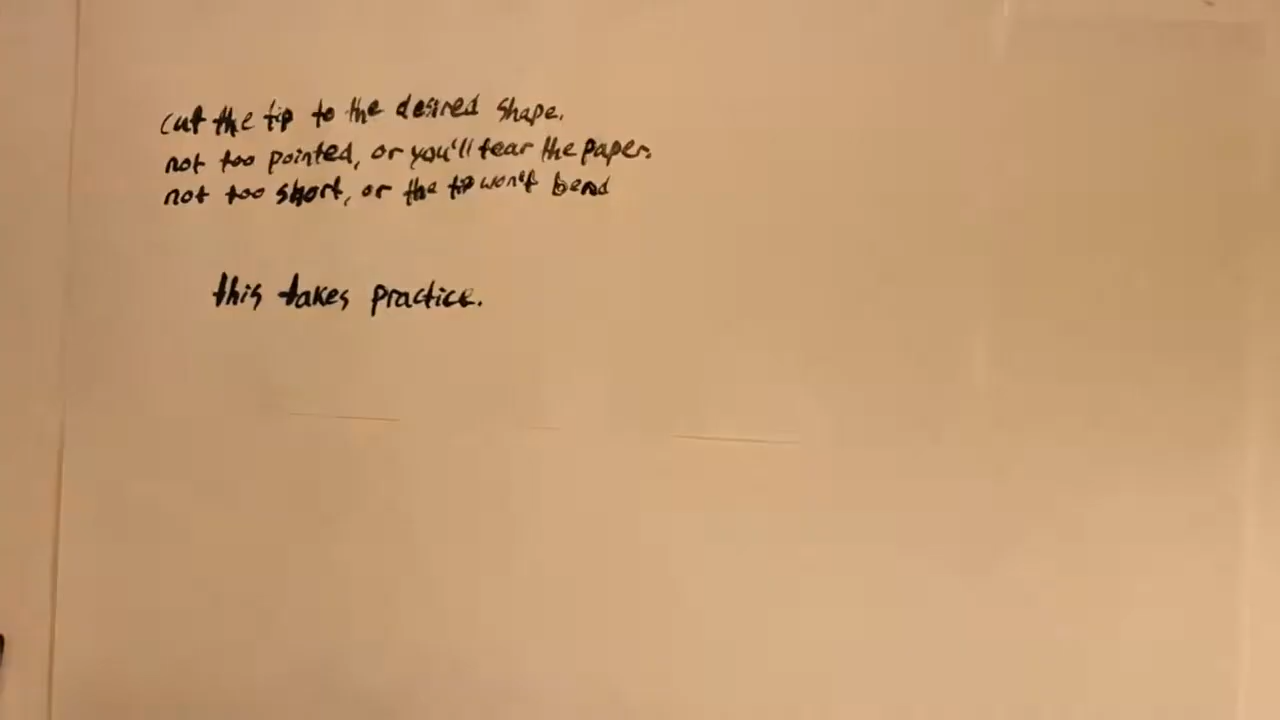 cut the tip to the desired shape.
not too pointed, or you'll tear the paper.
not too short, or the tip won't bend
this takes practice.